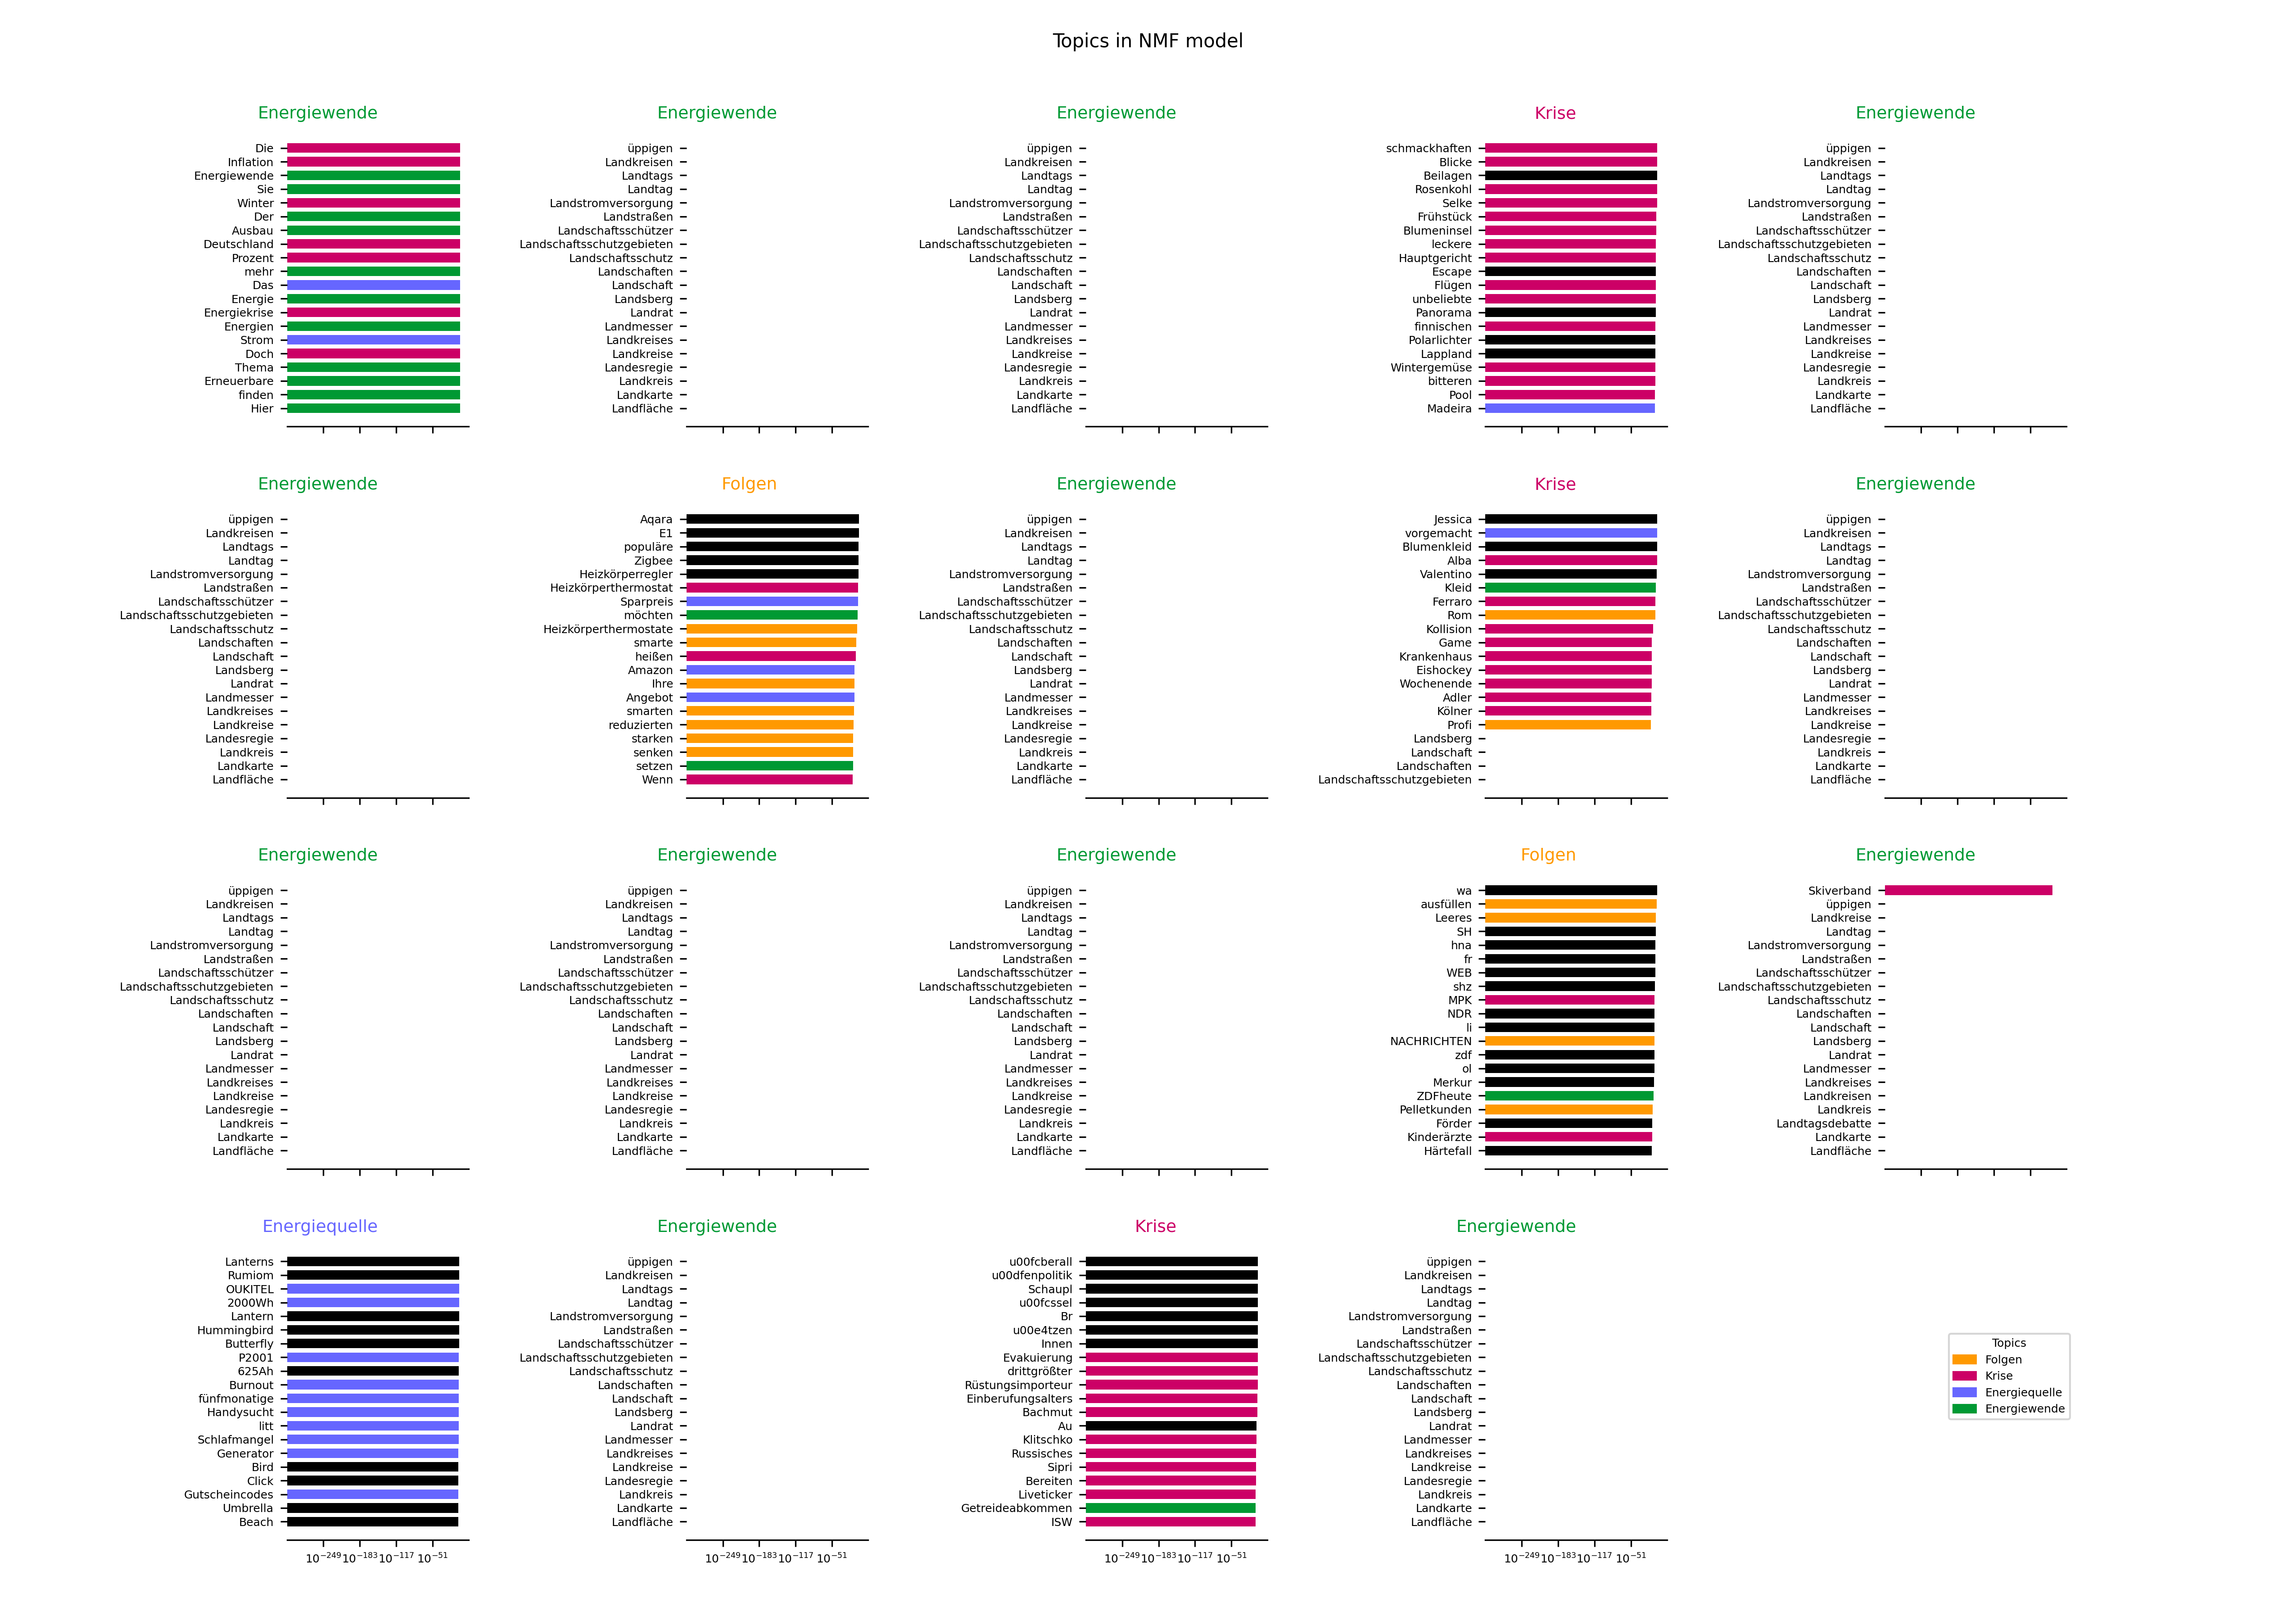 Topics in NMF model
Energiewende
Die
Inflation
Energiewende
Sie
Winter
Der
Ausbau
Deutschland
Prozent
mehr
Das
Energie
Energiekrise
Energien
Strom
Doch
Thema
Erneuerbare
finden
Hier
Energiewende
üppigen
Landkreisen
Landtags
Landtag
Landstromversorgung
Landstraßen
Landschaftsschützer
Landschaftsschutzgebieten
Landschaftsschutz
Landschaften
Landschaft
Landsberg
Landrat
Landmesser
Landkreises
Landkreise
Landesregie
Landkreis
Landkarte
Landfläche
Energiewende
üppigen
Landkreisen
Landtags
Landtag
Landstromversorgung
Landstraßen
Landschaftsschützer
Landschaftsschutzgebieten
Landschaftsschutz
Landschaften
Landschaft
Landsberg
Landrat
Landmesser
Landkreises
Landkreise
Landesregie
Landkreis
Landkarte
Landfläche
Krise
schmackhaften
Blicke
Beilagen
Rosenkohl
Selke
Frühstück
Blumeninsel
leckere
Hauptgericht
Escape
Flügen
unbeliebte
Panorama
finnischen
Polarlichter
Lappland
Wintergemüse
bitteren
Pool
Madeira
Energiewende
üppigen
Landkreisen
Landtags
Landtag
Landstromversorgung
Landstraßen
Landschaftsschützer
Landschaftsschutzgebieten
Landschaftsschutz
Landschaften
Landschaft
Landsberg
Landrat
Landmesser
Landkreises
Landkreise
Landesregie
Landkreis
Landkarte
Landfläche
Energiewende
üppigen
Landkreisen
Landtags
Landtag
Landstromversorgung
Landstraßen
Landschaftsschützer
Landschaftsschutzgebieten
Landschaftsschutz
Landschaften
Landschaft
Landsberg
Landrat
Landmesser
Landkreises
Landkreise
Landesregie
Landkreis
Landkarte
Landfläche
Folgen
Aqara
E1
populäre
Zigbee
Heizkörperregler
Heizkörperthermostat
Sparpreis
möchten
Heizkörperthermostate
smarte
heißen
Amazon
Ihre
Angebot
smarten
reduzierten
starken
senken
setzen
Wenn
Energiewende
üppigen
Landkreisen
Landtags
Landtag
Landstromversorgung
Landstraßen
Landschaftsschützer
Landschaftsschutzgebieten
Landschaftsschutz
Landschaften
Landschaft
Landsberg
Landrat
Landmesser
Landkreises
Landkreise
Landesregie
Landkreis
Landkarte
Landfläche
Krise
Jessica
vorgemacht
Blumenkleid
Alba
Valentino
Kleid
Ferraro
Rom
Kollision
Game
Krankenhaus
Eishockey
Wochenende
Adler
Kölner
Profi
Landsberg
Landschaft
Landschaften
Landschaftsschutzgebieten
Energiewende
üppigen
Landkreisen
Landtags
Landtag
Landstromversorgung
Landstraßen
Landschaftsschützer
Landschaftsschutzgebieten
Landschaftsschutz
Landschaften
Landschaft
Landsberg
Landrat
Landmesser
Landkreises
Landkreise
Landesregie
Landkreis
Landkarte
Landfläche
Energiewende
üppigen
Landkreisen
Landtags
Landtag
Landstromversorgung
Landstraßen
Landschaftsschützer
Landschaftsschutzgebieten
Landschaftsschutz
Landschaften
Landschaft
Landsberg
Landrat
Landmesser
Landkreises
Landkreise
Landesregie
Landkreis
Landkarte
Landfläche
Energiewende
üppigen
Landkreisen
Landtags
Landtag
Landstromversorgung
Landstraßen
Landschaftsschützer
Landschaftsschutzgebieten
Landschaftsschutz
Landschaften
Landschaft
Landsberg
Landrat
Landmesser
Landkreises
Landkreise
Landesregie
Landkreis
Landkarte
Landfläche
Energiewende
üppigen
Landkreisen
Landtags
Landtag
Landstromversorgung
Landstraßen
Landschaftsschützer
Landschaftsschutzgebieten
Landschaftsschutz
Landschaften
Landschaft
Landsberg
Landrat
Landmesser
Landkreises
Landkreise
Landesregie
Landkreis
Landkarte
Landfläche
Folgen
wa
ausfüllen
Leeres
SH
hna
fr
WEB
shz
MPK
NDR
li
NACHRICHTEN
zdf
ol
Merkur
ZDFheute
Pelletkunden
Förder
Kinderärzte
Härtefall
Energiewende
Skiverband
üppigen
Landkreise
Landtag
Landstromversorgung
Landstraßen
Landschaftsschützer
Landschaftsschutzgebieten
Landschaftsschutz
Landschaften
Landschaft
Landsberg
Landrat
Landmesser
Landkreises
Landkreisen
Landkreis
Landtagsdebatte
Landkarte
Landfläche
Energiequelle
Lanterns
Rumiom
OUKITEL
2000Wh
Lantern
Hummingbird
Butterfly
P2001
625Ah
Burnout
fünfmonatige
Handysucht
litt
Schlafmangel
Generator
Bird
Click
Gutscheincodes
Umbrella
Beach
10⁻²⁴⁹ 10⁻¹⁸³ 10⁻¹¹⁷ 10⁻⁵¹
Energiewende
üppigen
Landkreisen
Landtags
Landtag
Landstromversorgung
Landstraßen
Landschaftsschützer
Landschaftsschutzgebieten
Landschaftsschutz
Landschaften
Landschaft
Landsberg
Landrat
Landmesser
Landkreises
Landkreise
Landesregie
Landkreis
Landkarte
Landfläche
10⁻²⁴⁹ 10⁻¹⁸³ 10⁻¹¹⁷ 10⁻⁵¹
Krise
u00fcberall
u00dfenpolitik
Schaupl
u00fcssel
Br
u00e4tzen
Innen
Evakuierung
drittgrößter
Rüstungsimporteur
Einberufungsalters
Bachmut
Au
Klitschko
Russisches
Sipri
Bereiten
Liveticker
Getreideabkommen
ISW
10⁻²⁴⁹ 10⁻¹⁸³ 10⁻¹¹⁷ 10⁻⁵¹
Energiewende
üppigen
Landkreisen
Landtags
Landtag
Landstromversorgung
Landstraßen
Landschaftsschützer
Landschaftsschutzgebieten
Landschaftsschutz
Landschaften
Landschaft
Landsberg
Landrat
Landmesser
Landkreises
Landkreise
Landesregie
Landkreis
Landkarte
Landfläche
10⁻²⁴⁹ 10⁻¹⁸³ 10⁻¹¹⁷ 10⁻⁵¹
Topics
Folgen
Krise
Energiequelle
Energiewende